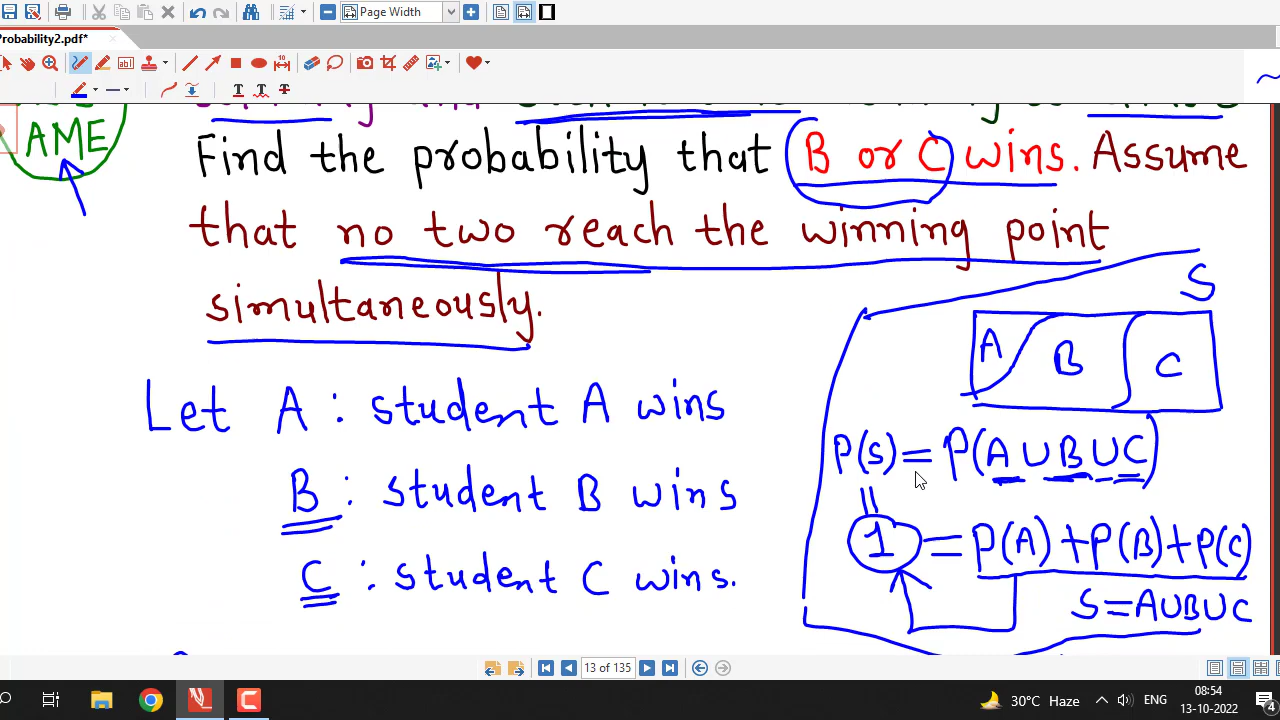 Page Width
Probability2.pdf*
AME
Find the probability that B or C wins. Assume
that no two reach the winning point
simultaneously.
S
A B C
Let A : student A wins
B : student B wins
C : student C wins.
P(S) = P(A∪B∪C)
1 = P(A)+P(B)+P(C)
S=A∪B∪C
13 of 135
30°C Haze
ENG
08:54
13-10-2022
4